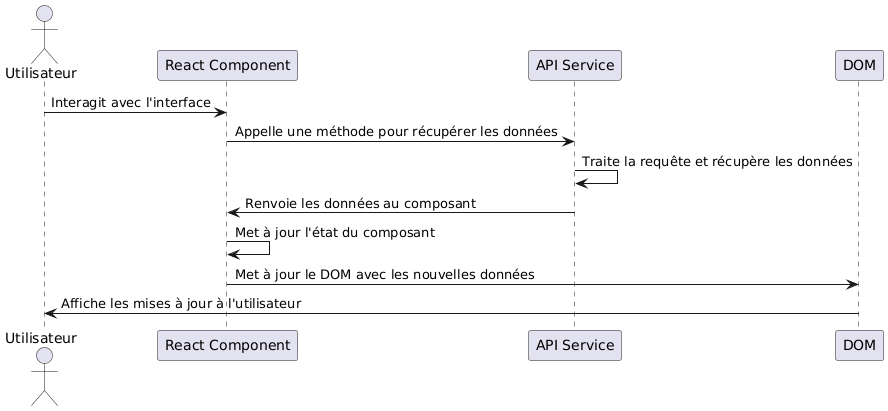 Utilisateur
React Component
API Service
DOM
Interagit avec l'interface
Appelle une méthode pour récupérer les données
Traite la requête et récupère les données
Renvoie les données au composant
Met à jour l'état du composant
Met à jour le DOM avec les nouvelles données
Affiche les mises à jour à l'utilisateur
Utilisateur
React Component
API Service
DOM